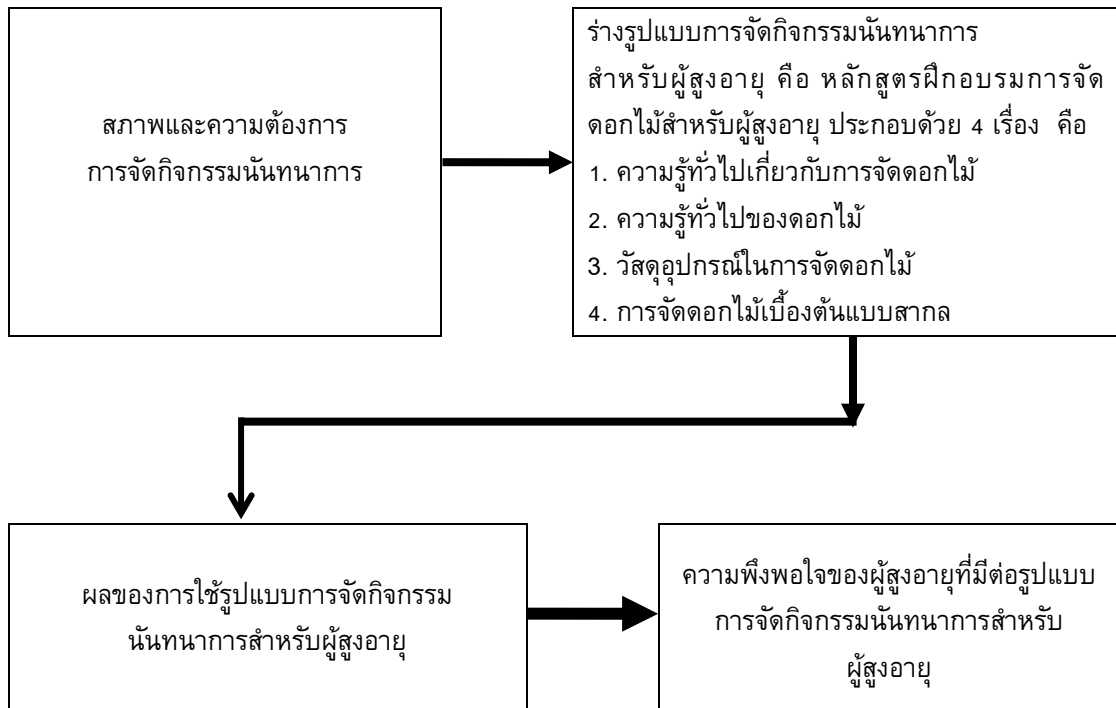 สภาพและความต้องการ
การจัดกิจกรรมนันทนาการ
ร่างรูปแบบการจัดกิจกรรมนันทนาการ
สำหรับผู้สูงอายุ คือ หลักสูตรฝึกอบรมการจัด
ดอกไม้สำหรับผู้สูงอายุ ประกอบด้วย 4 เรื่อง คือ
1. ความรู้ทั่วไปเกี่ยวกับการจัดดอกไม้
2. ความรู้ทั่วไปของดอกไม้
3. วัสดุอุปกรณ์ในการจัดดอกไม้
4. การจัดดอกไม้เบื้องต้นแบบสากล
ผลของการใช้รูปแบบการจัดกิจกรรม
นันทนาการสำหรับผู้สูงอายุ
ความพึงพอใจของผู้สูงอายุที่มีต่อรูปแบบ
การจัดกิจกรรมนันทนาการสำหรับ
ผู้สูงอายุ